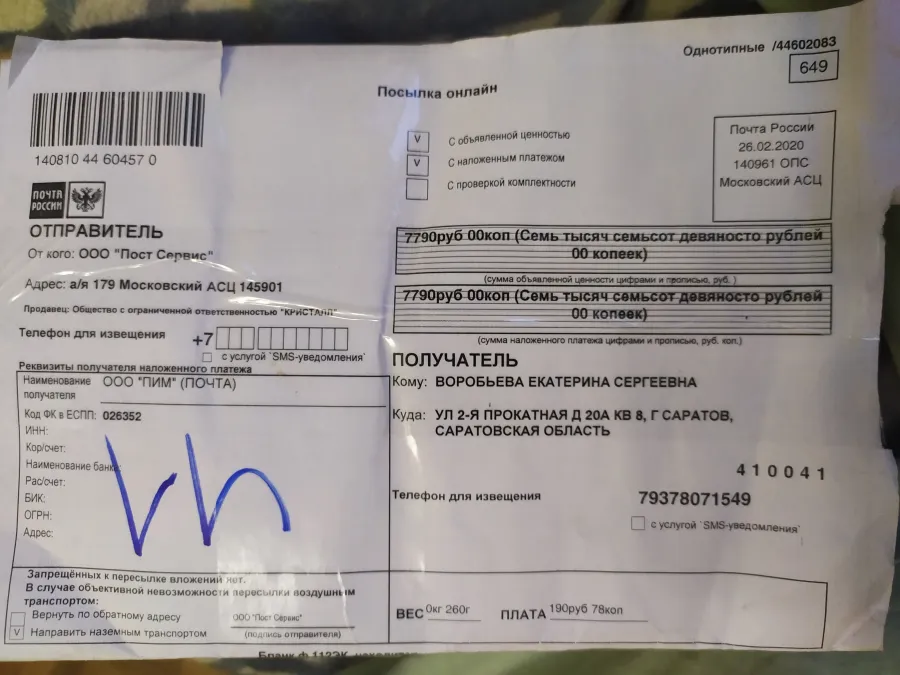 Однотипные /44602083
649
Посылка онлайн
140810 44 60457 0
V С объявленной ценностью
V С наложенным платежом
С проверкой комплектности
Почта России
26.02.2020
140961 ОПС
Московский АСЦ
ПОЧТА
РОССИИ
ОТПРАВИТЕЛЬ
От кого: ООО "Пост Сервис"
Адрес: а/я 179 Московский АСЦ 145901
Продавец: Общество с ограниченной ответственностью "КРИСТАЛЛ"
Телефон для извещения +7
с услугой `SMS-уведомления'
7790руб 00коп (Семь тысяч семьсот девяносто рублей
00 копеек)
(сумма объявленной ценности цифрами и прописью, руб. )
7790руб 00коп (Семь тысяч семьсот девяносто рублей
00 копеек)
(сумма наложенного платежа цифрами и прописью, руб. коп.)
Реквизиты получателя наложенного платежа
Наименование ООО "ПИМ" (ПОЧТА)
получателя
Код ФК в ЕСПП: 026352
ИНН:
Кор/счет:
Наименование банка:
Рас/счет:
БИК:
ОГРН:
Адрес:
ПОЛУЧАТЕЛЬ
Кому: ВОРОБЬЕВА ЕКАТЕРИНА СЕРГЕЕВНА
Куда: УЛ 2-Я ПРОКАТНАЯ Д 20А КВ 8, Г САРАТОВ,
САРАТОВСКАЯ ОБЛАСТЬ
410041
Телефон для извещения 79378071549
с услугой `SMS-уведомления'
Запрещённых к пересылке вложений нет.
В случае объективной невозможности пересылки воздушным
транспортом:
Вернуть по обратному адресу ООО "Пост Сервис"
V Направить наземным транспортом (подпись отправителя)
ВЕС 0кг 260г ПЛАТА 190руб 78коп
Бланк ф.112ЭК